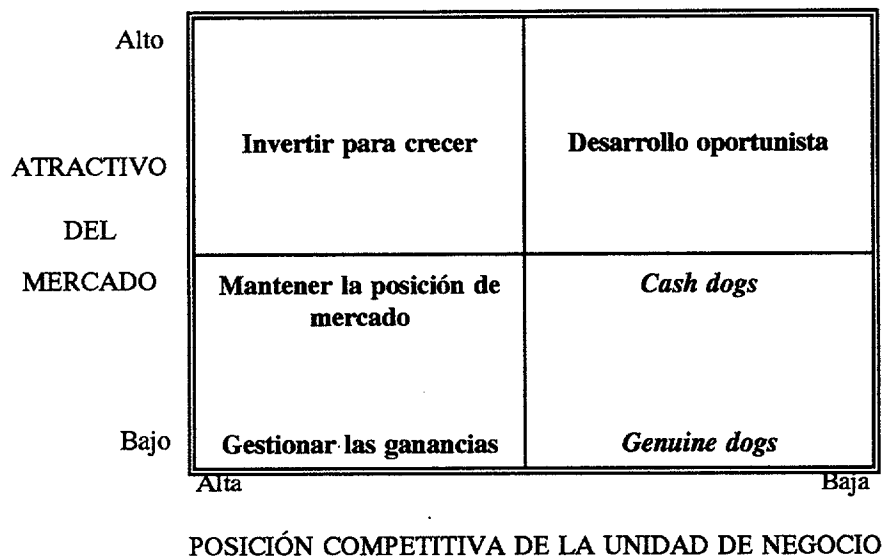 Alto
Invertir para crecer
Desarrollo oportunista
ATRACTIVO
DEL
MERCADO
Mantener la posición de
mercado
Cash dogs
Bajo
Gestionar las ganancias
Genuine dogs
Alta
Baja
POSICIÓN COMPETITIVA DE LA UNIDAD DE NEGOCIO